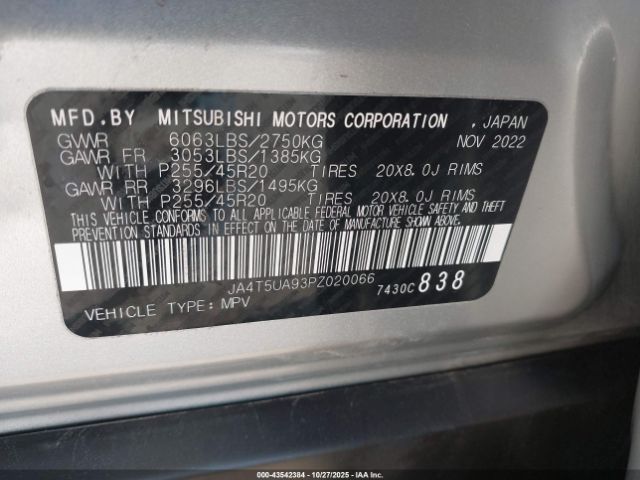 MFD.BY MITSUBISHI MOTORS CORPORATION , JAPAN
GVWR 6063LBS/2750KG NOV 2022
GAWR FR 3053LBS/1385KG
WITH P255/45R20 TIRES 20X8.0J RIMS
GAWR RR 3296LBS/1495KG
WITH P255/45R20 TIRES 20X8.0J RIMS
THIS VEHICLE CONFORMS TO ALL APPLICABLE FEDERAL MOTOR VEHICLE SAFETY AND THEFT
PREVENTION STANDARDS IN EFFECT ON THE DATE OF MANUFACTURE SHOWN ABOVE.
JA4T5UA93PZ020066 7430C 838
VEHICLE TYPE: MPV
000-43542384 | 10/27/2025 | © IAA, Inc.